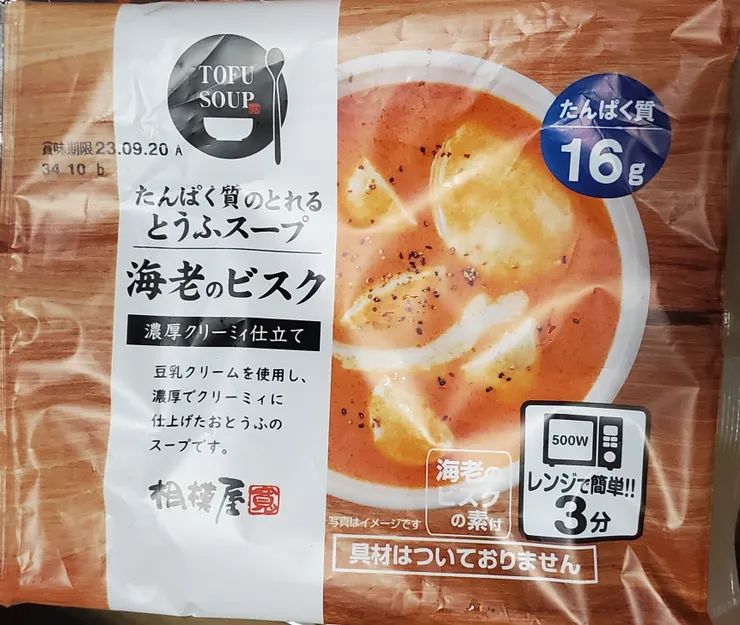 TOFU
SOUP
賞味期限 23.09.20 A
34 10 b
たんぱく質のとれる
とうふスープ
海老のビスク
濃厚クリーミィ仕立て
豆乳クリームを使用し、
濃厚でクリーミィに
仕上げたおとうふの
スープです。
相模屋
たんぱく質
16g
500W
レンジで簡単!!
3分
海老の
ビスク
の素付
写真はイメージです
具材はついておりません